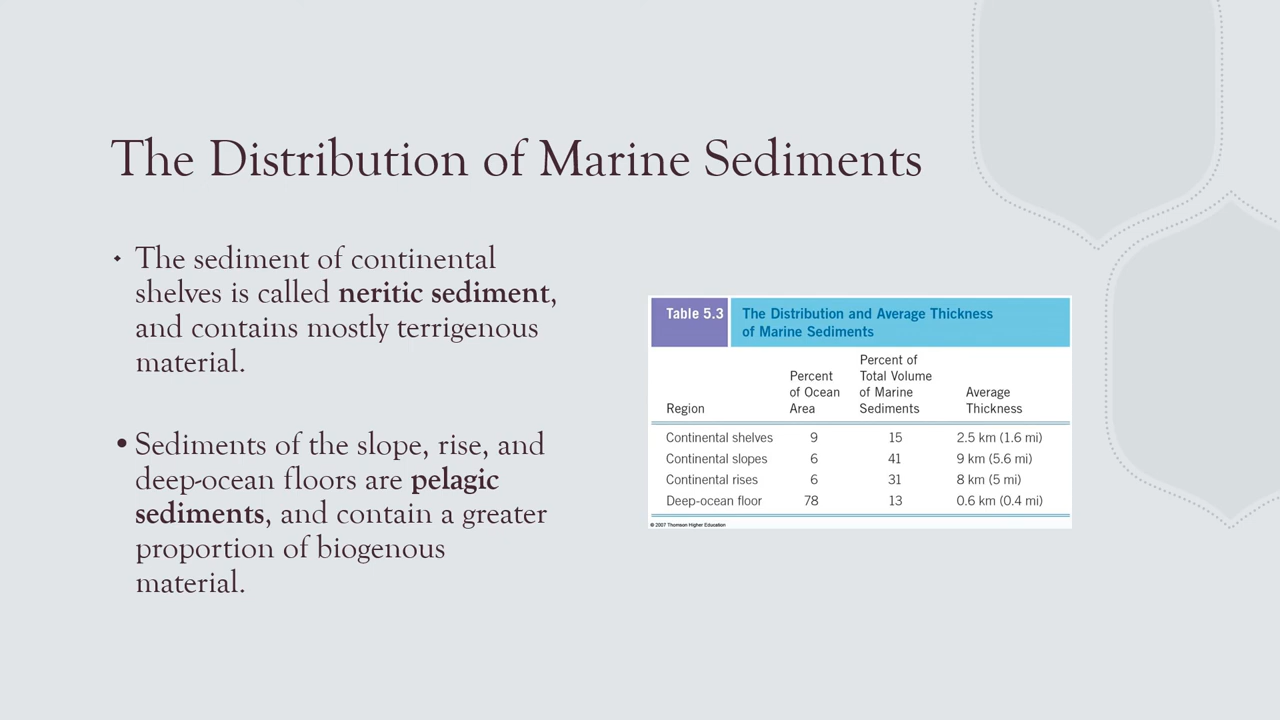 The Distribution of Marine Sediments
The sediment of continental
shelves is called neritic sediment,
and contains mostly terrigenous
material.
• Sediments of the slope, rise, and
deep-ocean floors are pelagic
sediments, and contain a greater
proportion of biogenous
material.
Table 5.3
The Distribution and Average Thickness
of Marine Sediments
Region
Percent
of Ocean
Area
Percent of
Total Volume
of Marine
Sediments
Average
Thickness
Continental shelves 9 15 2.5 km (1.6 mi)
Continental slopes 6 41 9 km (5.6 mi)
Continental rises 6 31 8 km (5 mi)
Deep-ocean floor 78 13 0.6 km (0.4 mi)
© 2007 Thomson Higher Education